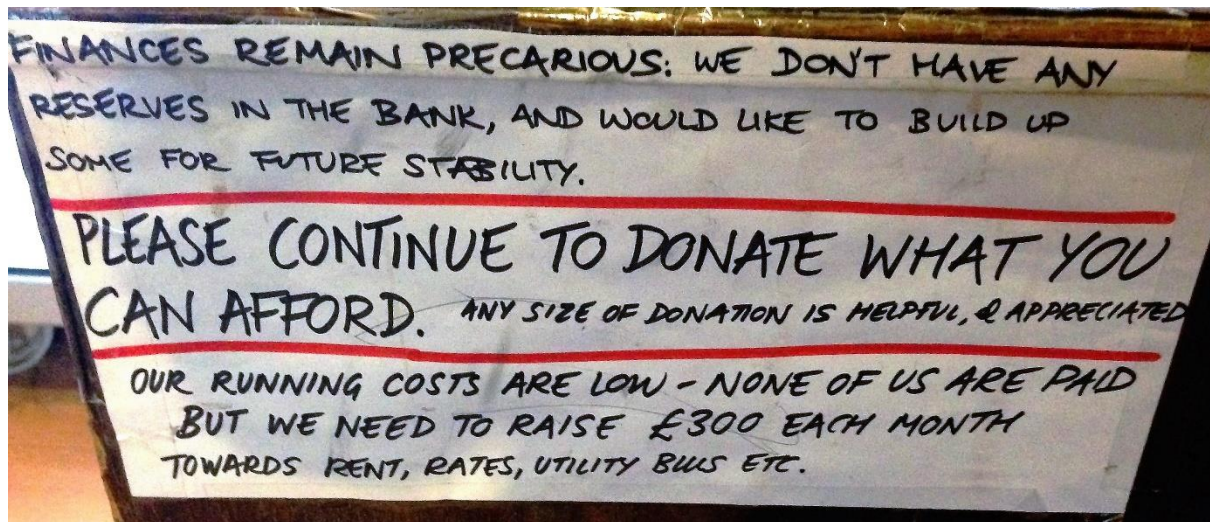 FINANCES REMAIN PRECARIOUS: WE DON'T HAVE ANY
RESERVES IN THE BANK, AND WOULD LIKE TO BUILD UP
SOME FOR FUTURE STABILITY.
PLEASE CONTINUE TO DONATE WHAT YOU
CAN AFFORD. ANY SIZE OF DONATION IS HELPFUL, & APPRECIATED
OUR RUNNING COSTS ARE LOW - NONE OF US ARE PAID
BUT WE NEED TO RAISE £300 EACH MONTH
TOWARDS RENT, RATES, UTILITY BILLS ETC.